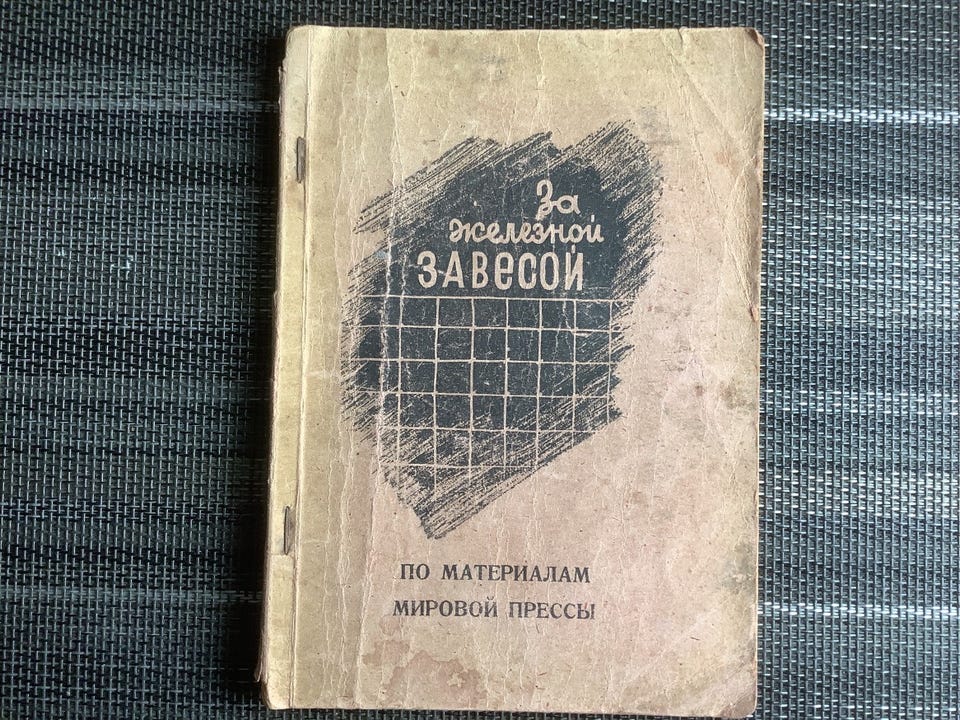 За
железной
ЗАВЕСОЙ
ПО МАТЕРИАЛАМ
МИРОВОЙ ПРЕССЫ